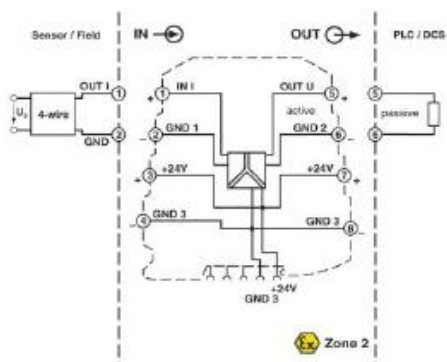 Sensor / Field IN OUT PLC / DCS
OUT I 1 1 IN I OUT U 5 5
+ +
U 4-wire active passive
GND 2 2 GND 1 GND 2 6 6
– –
3 +24V +24V 7
+ +
4 GND 3 GND 3 8
– –
+24V
GND 3
Ex Zone 2